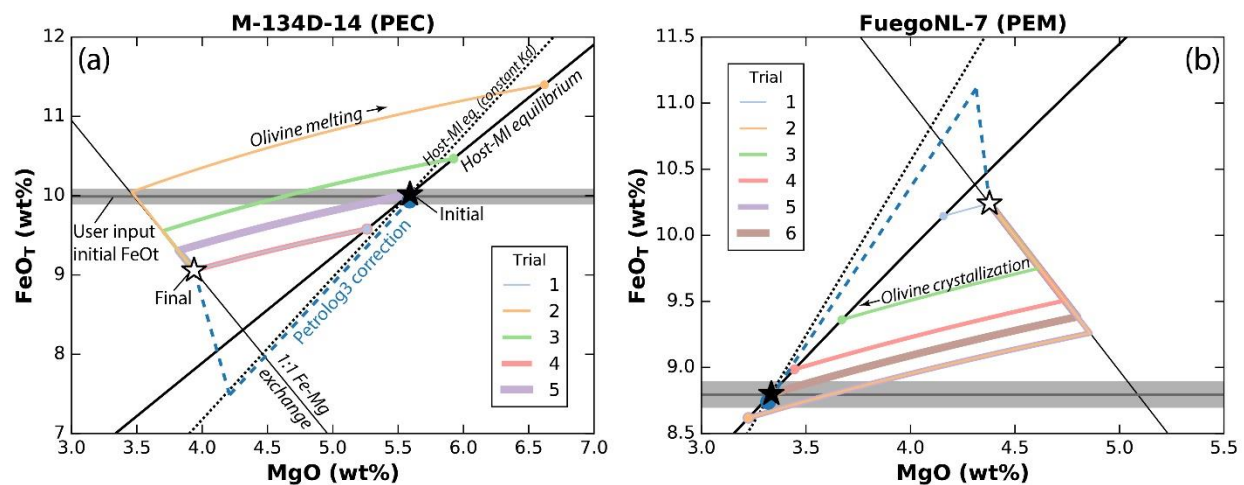 M-134D-14 (PEC)
(a)
FeO_T (wt%)
12
11
10
9
8
7
Olivine melting
Host-MI eq. (constant Kd)
Host-MI equilibrium
User input
initial FeOt
Initial
Final
Petrolog3 correction
1:1 Fe-Mg
exchange
Trial
1
2
3
4
5
3.0 3.5 4.0 4.5 5.0 5.5 6.0 6.5 7.0
MgO (wt%)
FuegoNL-7 (PEM)
(b)
FeO_T (wt%)
11.5
11.0
10.5
10.0
9.5
9.0
8.5
Trial
1
2
3
4
5
6
Olivine crystallization
3.0 3.5 4.0 4.5 5.0 5.5
MgO (wt%)